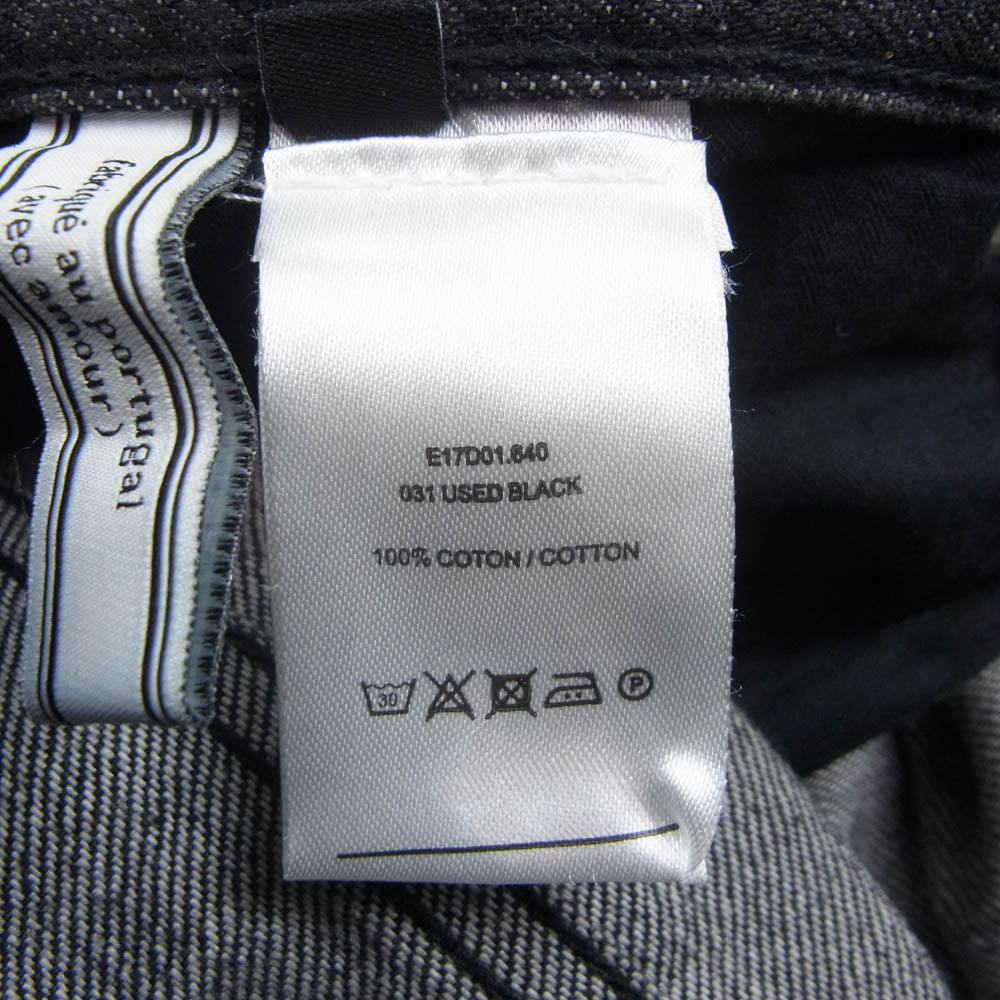 fabriqué au portugal
(avec amour)
E17D01.640
031 USED BLACK
100% COTON / COTTON
30 P